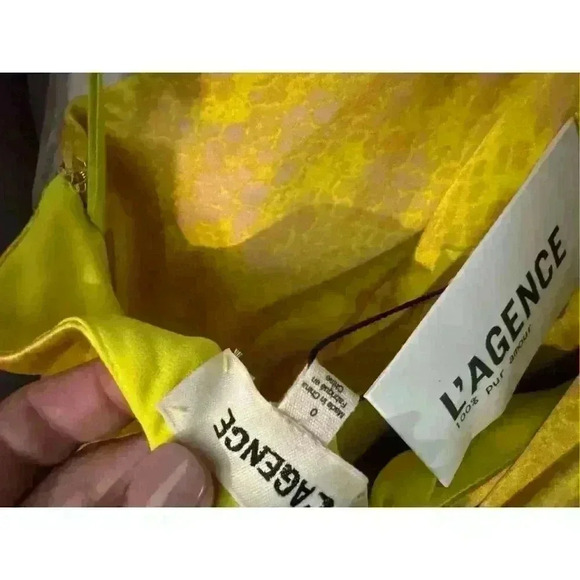 L'AGENCE
100% pur amour
L'AGENCE
0
Made in China
Fabriqué en
Chine